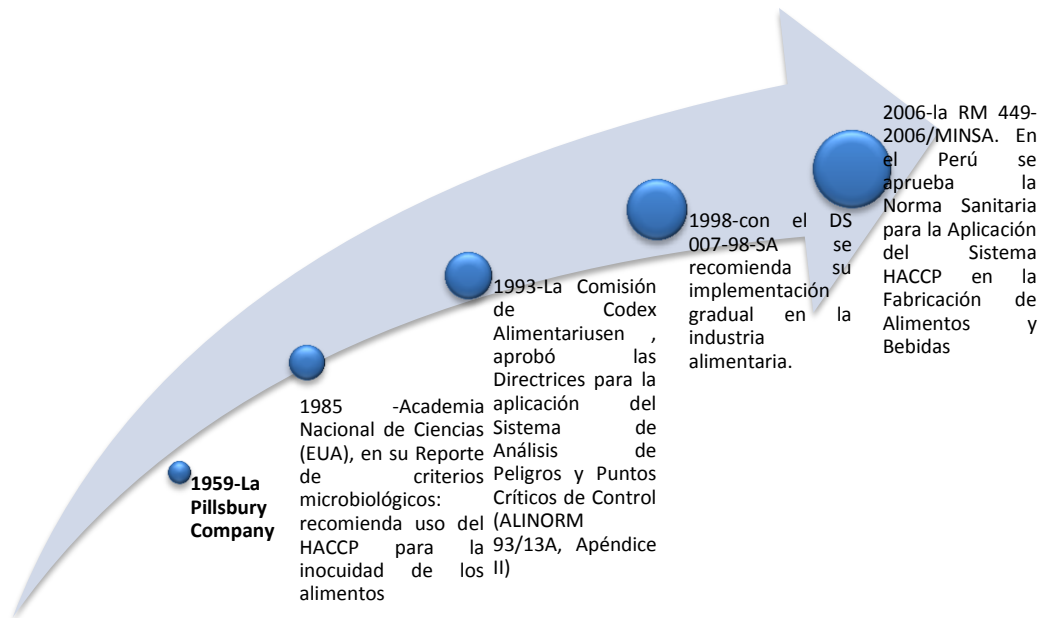 1959-La
Pillsbury
Company
1985 -Academia
Nacional de Ciencias
(EUA), en su Reporte
de criterios
microbiológicos:
recomienda uso del
HACCP para la
inocuidad de los
alimentos
1993-La Comisión
de Codex
Alimentariusen ,
aprobó las
Directrices para la
aplicación del
Sistema de
Análisis de
Peligros y Puntos
Críticos de Control
(ALINORM
93/13A, Apéndice
II)
1998-con el DS
007-98-SA se
recomienda su
implementación
gradual en la
industria
alimentaria.
2006-la RM 449-
2006/MINSA. En
el Perú se
aprueba la
Norma Sanitaria
para la Aplicación
del Sistema
HACCP en la
Fabricación de
Alimentos y
Bebidas